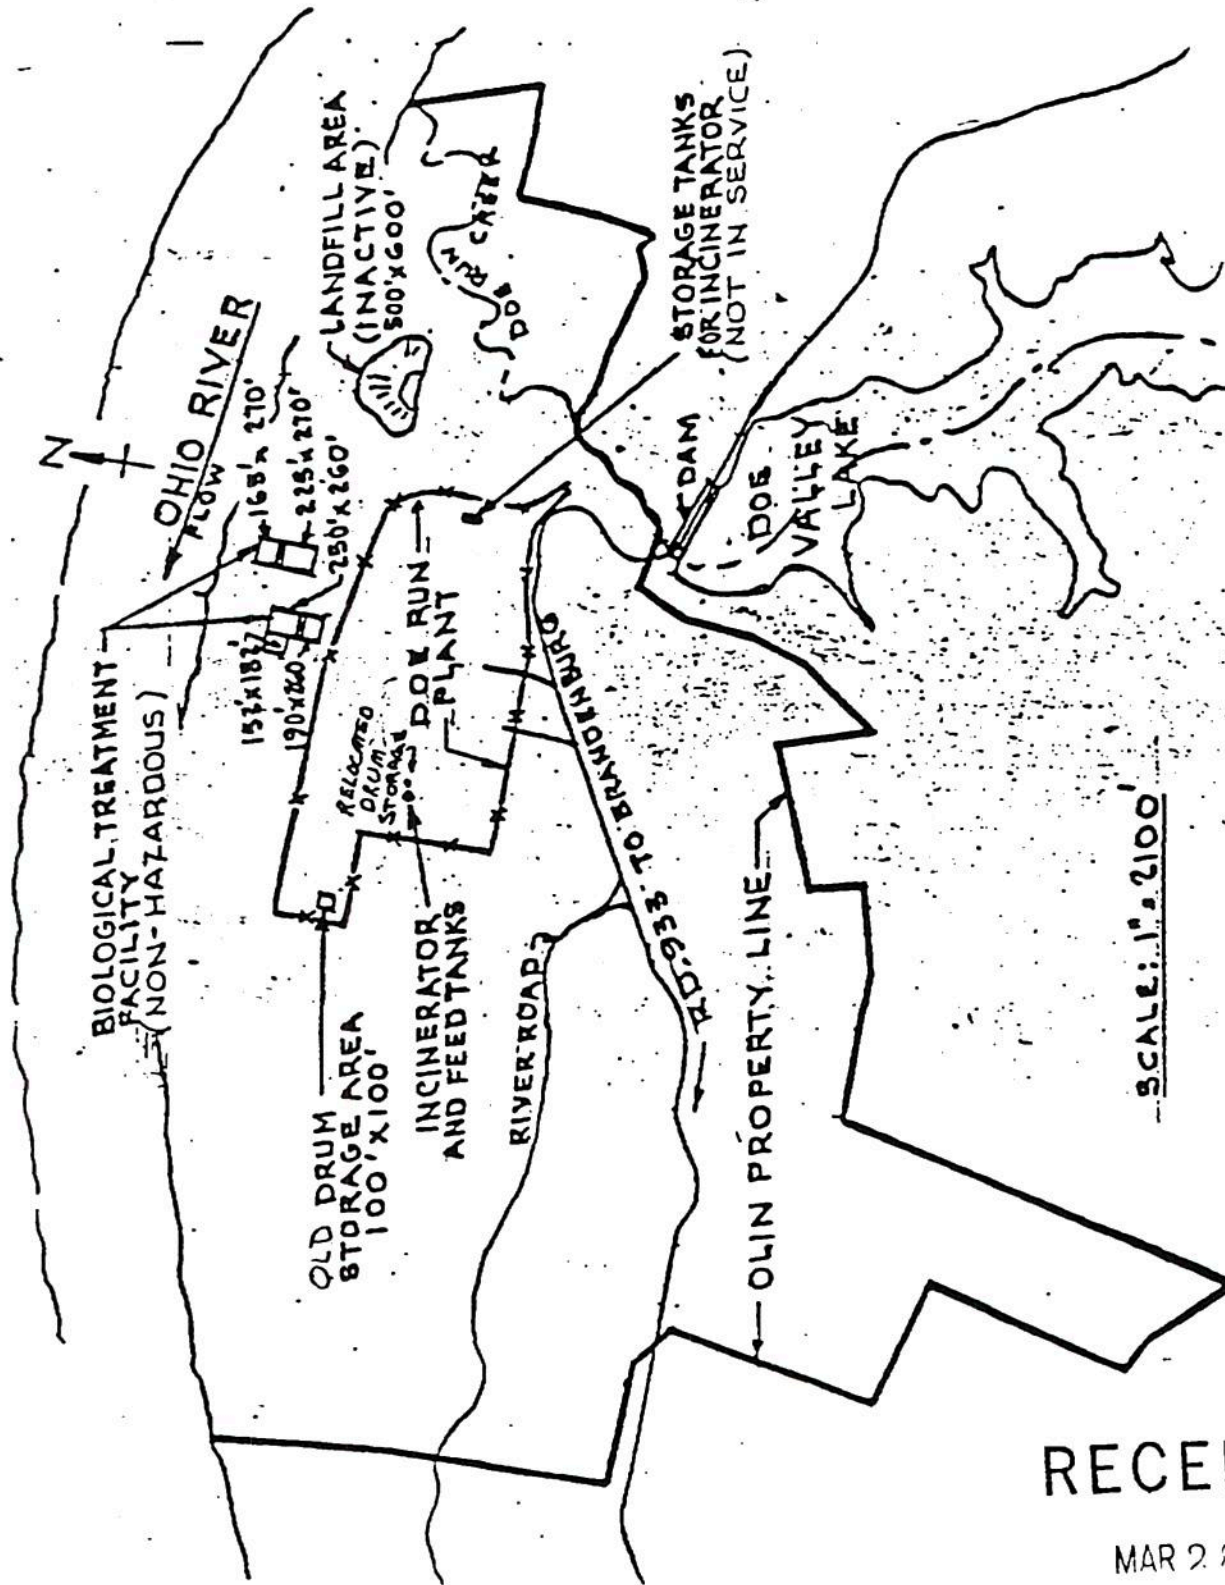 N
OHIO RIVER
FLOW
BIOLOGICAL TREATMENT
FACILITY
(NON-HAZARDOUS)
165'x 270'
225'x 270'
250'x 260'
190'x260'
LANDFILL AREA
(INACTIVE)
500'x600'
DOE RUN CREEK
OLD DRUM
STORAGE AREA
100'x100'
RELOCATED
DRUM
STORAGE
DOE RUN
PLANT
INCINERATOR
AND FEED TANKS
STORAGE TANKS
FOR INCINERATOR
(NOT IN SERVICE)
RIVER ROAD
RD. 933 TO BRANDENBURG
DAM
DOE
VALLEY
LAKE
OLIN PROPERTY LINE
SCALE: 1" = 2100'
RECE
MAR 2